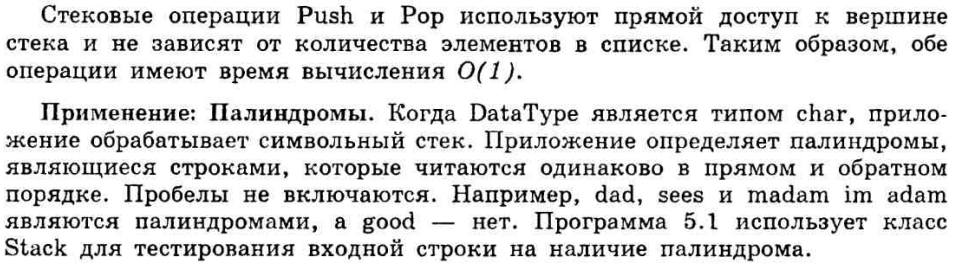 Стековые операции Push и Pop используют прямой доступ к вершине
стека и не зависят от количества элементов в списке. Таким образом, обе
операции имеют время вычисления O(1).
Применение: Палиндромы. Когда DataType является типом char, прило-
жение обрабатывает символьный стек. Приложение определяет палиндромы,
являющиеся строками, которые читаются одинаково в прямом и обратном
порядке. Пробелы не включаются. Например, dad, sees и madam im adam
являются палиндромами, а good — нет. Программа 5.1 использует класс
Stack для тестирования входной строки на наличие палиндрома.